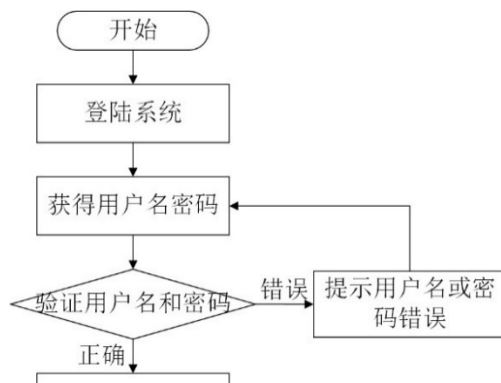 开始
登陆系统
获得用户名密码
验证用户名和密码
错误
提示用户名或密
码错误
正确